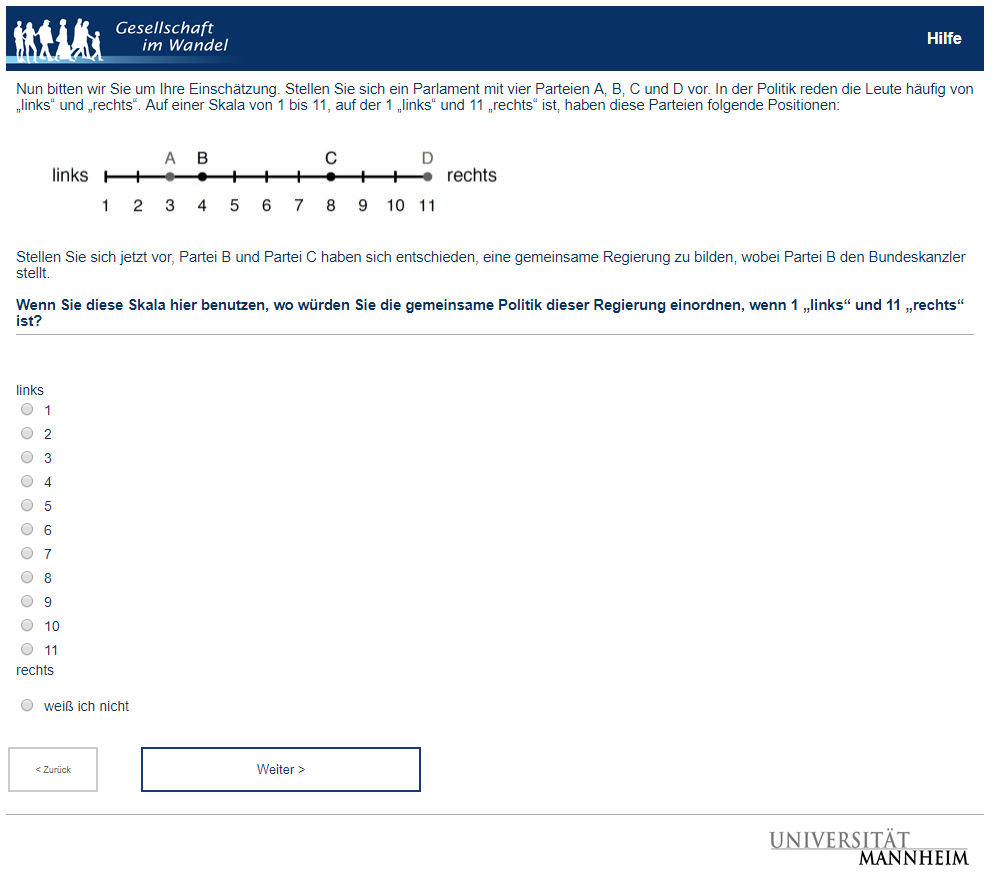 Gesellschaft
im Wandel
Hilfe
Nun bitten wir Sie um Ihre Einschätzung. Stellen Sie sich ein Parlament mit vier Parteien A, B, C und D vor. In der Politik reden die Leute häufig von
„links“ und „rechts“. Auf einer Skala von 1 bis 11, auf der 1 „links“ und 11 „rechts“ ist, haben diese Parteien folgende Positionen:
A B C D
links rechts
1 2 3 4 5 6 7 8 9 10 11
Stellen Sie sich jetzt vor, Partei B und Partei C haben sich entschieden, eine gemeinsame Regierung zu bilden, wobei Partei B den Bundeskanzler
stellt.
Wenn Sie diese Skala hier benutzen, wo würden Sie die gemeinsame Politik dieser Regierung einordnen, wenn 1 „links“ und 11 „rechts“
ist?
links
1
2
3
4
5
6
7
8
9
10
11
rechts
weiß ich nicht
< Zurück
Weiter >
UNIVERSITÄT
MANNHEIM